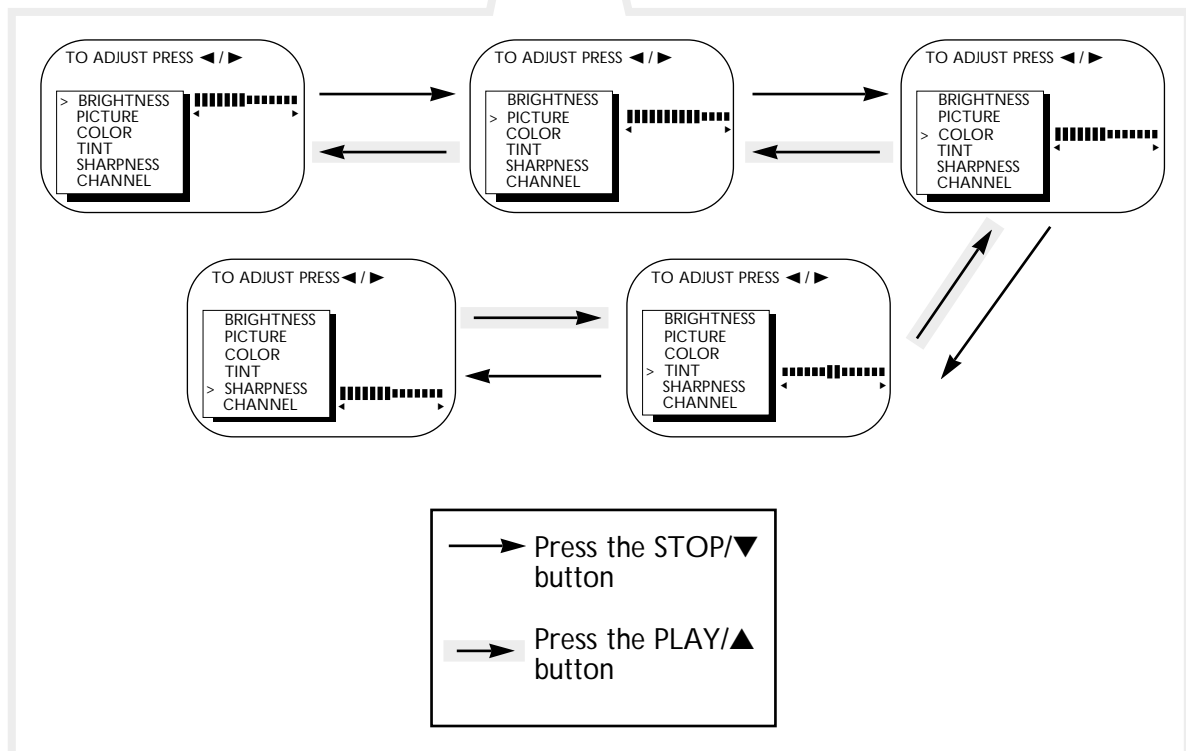 TO ADJUST PRESS ◄ / ►
> BRIGHTNESS
PICTURE
COLOR
TINT
SHARPNESS
CHANNEL
TO ADJUST PRESS ◄ / ►
BRIGHTNESS
> PICTURE
COLOR
TINT
SHARPNESS
CHANNEL
TO ADJUST PRESS ◄ / ►
BRIGHTNESS
PICTURE
> COLOR
TINT
SHARPNESS
CHANNEL
TO ADJUST PRESS ◄ / ►
BRIGHTNESS
PICTURE
COLOR
TINT
> SHARPNESS
CHANNEL
TO ADJUST PRESS ◄ / ►
BRIGHTNESS
PICTURE
COLOR
> TINT
SHARPNESS
CHANNEL
Press the STOP/▼
button
Press the PLAY/▲
button